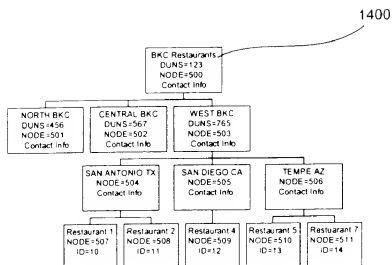 1400
BKC Restaurants
DUNS=123
NODE=500
Contact Info
NORTH BKC
DUNS=456
NODE=501
Contact Info
CENTRAL BKC
DUNS=567
NODE=502
Contact Info
WEST BKC
DUNS=765
NODE=503
Contact Info
SAN ANTONIO TX
NODE=504
Contact Info
SAN DIEGO CA
NODE=505
Contact Info
TEMPE AZ
NODE=506
Contact Info
Restaurant 1
NODE=507
ID=10
Restaurant 2
NODE=508
ID=11
Restaurant 4
NODE=509
ID=12
Restaurant 5
NODE=510
ID=13
Restaurant 7
NODE=511
ID=14